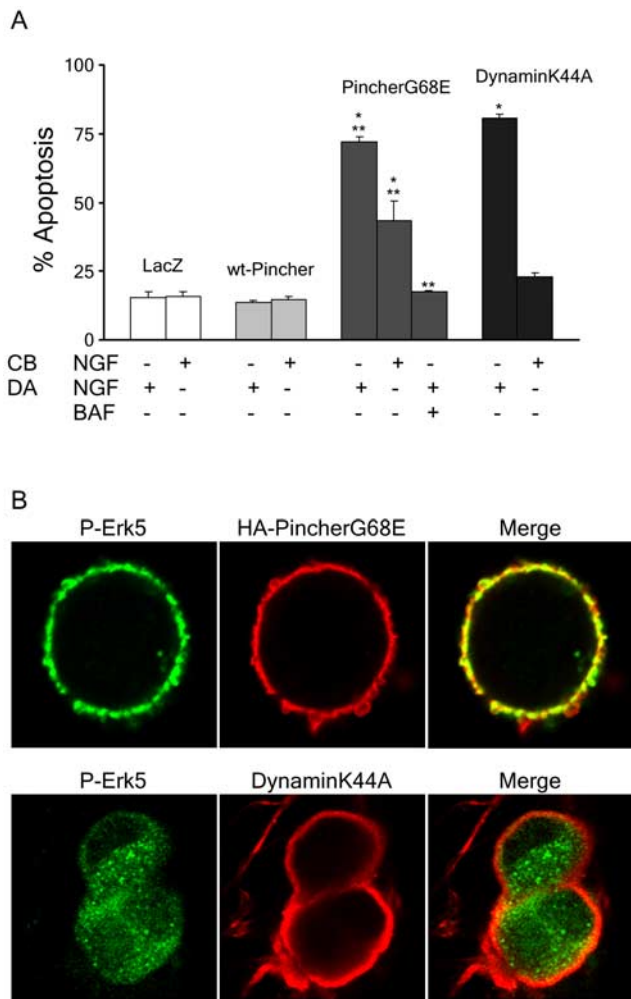 A
% Apoptosis
100
75
50
25
0
LacZ
wt-Pincher
PincherG68E
DynaminK44A
*
**
*
**
**
*
CB NGF - + - + - + - - +
DA NGF + - + - + - + + -
BAF - - - - - - + - -
B
P-Erk5 HA-PincherG68E Merge
P-Erk5 DynaminK44A Merge